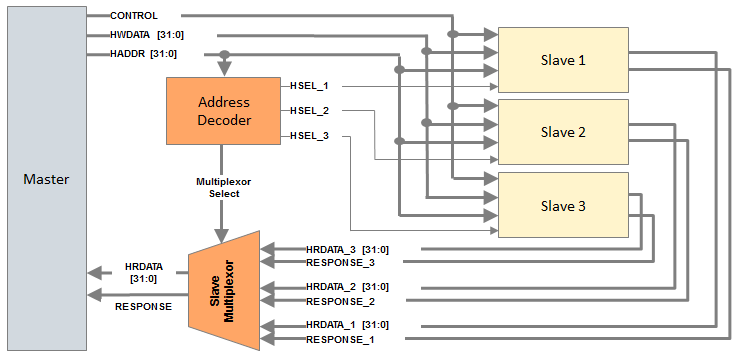 CONTROL
HWDATA [31:0]
HADDR [31:0]
Master
Address
Decoder
HSEL_1
HSEL_2
HSEL_3
Slave 1
Slave 2
Slave 3
Multiplexor
Select
Slave
Multiplexor
HRDATA
[31:0]
RESPONSE
HRDATA_3 [31:0]
RESPONSE_3
HRDATA_2 [31:0]
RESPONSE_2
HRDATA_1 [31:0]
RESPONSE_1